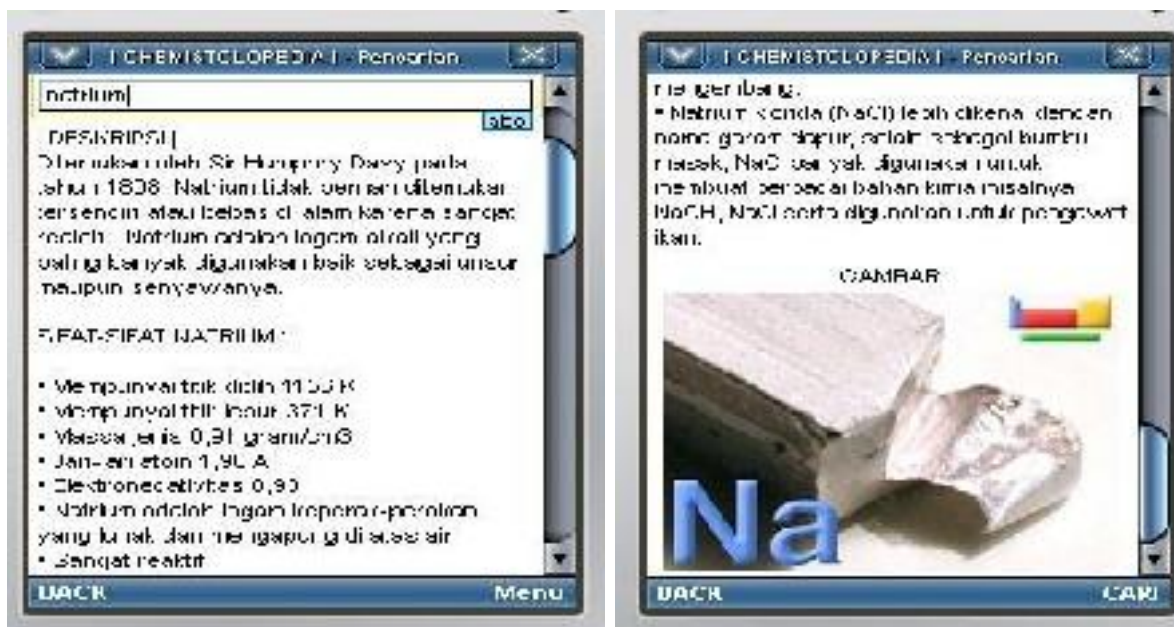 [ CHEMISTCLOPEDIA ] - Pencarian
natrium
abc
[DESKRIPSI]
Ditemukan oleh Sir Humphry Davy pada
tahun 1808. Natrium tidak pernah ditemukan
tersendiri atau bebas di alam karena sangat
reaktif. Natrium adalah logam alkali yang
paling banyak digunakan baik sebagai unsur
maupun senyawanya.
SIFAT-SIFAT NATRIUM :
• Mempunyai titik didih 1156 K
• Mempunyai titik lebur 371 K
• Massa jenis 0,91 gram/cm3
• Jari-jari atom 1,90 A
• Elektronegativitas 0,93
• Natrium adalah logam keperak-perakan
yang lunak dan mengapung di atas air
• Sangat reaktif
BACK
Menu
[ CHEMISTCLOPEDIA ] - Pencarian
mengembang.
• Natrium klorida (NaCl) lebih dikenal dengan
nama garam dapur, selain sebagai bumbu
masak, NaCl banyak digunakan untuk
membuat berbagai bahan kimia misalnya
NaOH, NaCl serta digunakan untuk pengawet
ikan.
GAMBAR
Na
BACK
CARI